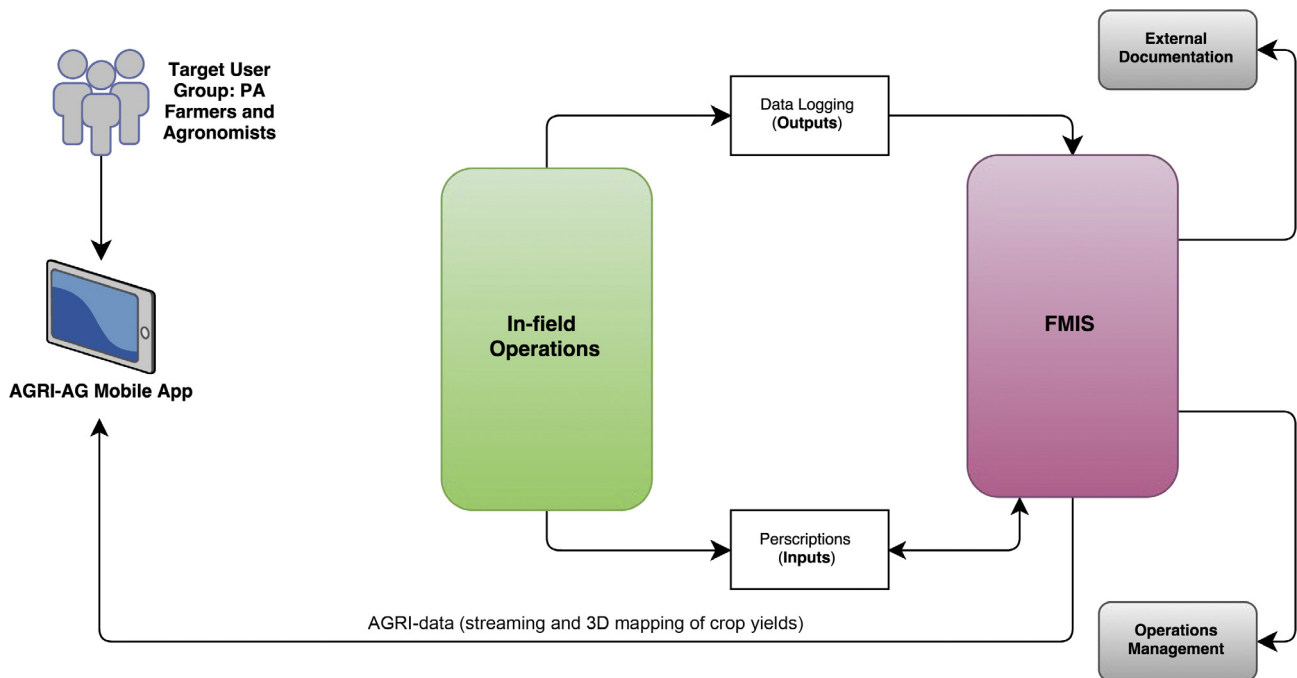 Target User
Group: PA
Farmers and
Agronomists
AGRI-AG Mobile App
In-field
Operations
Data Logging
(Outputs)
Perscriptions
(Inputs)
FMIS
External
Documentation
Operations
Management
AGRI-data (streaming and 3D mapping of crop yields)